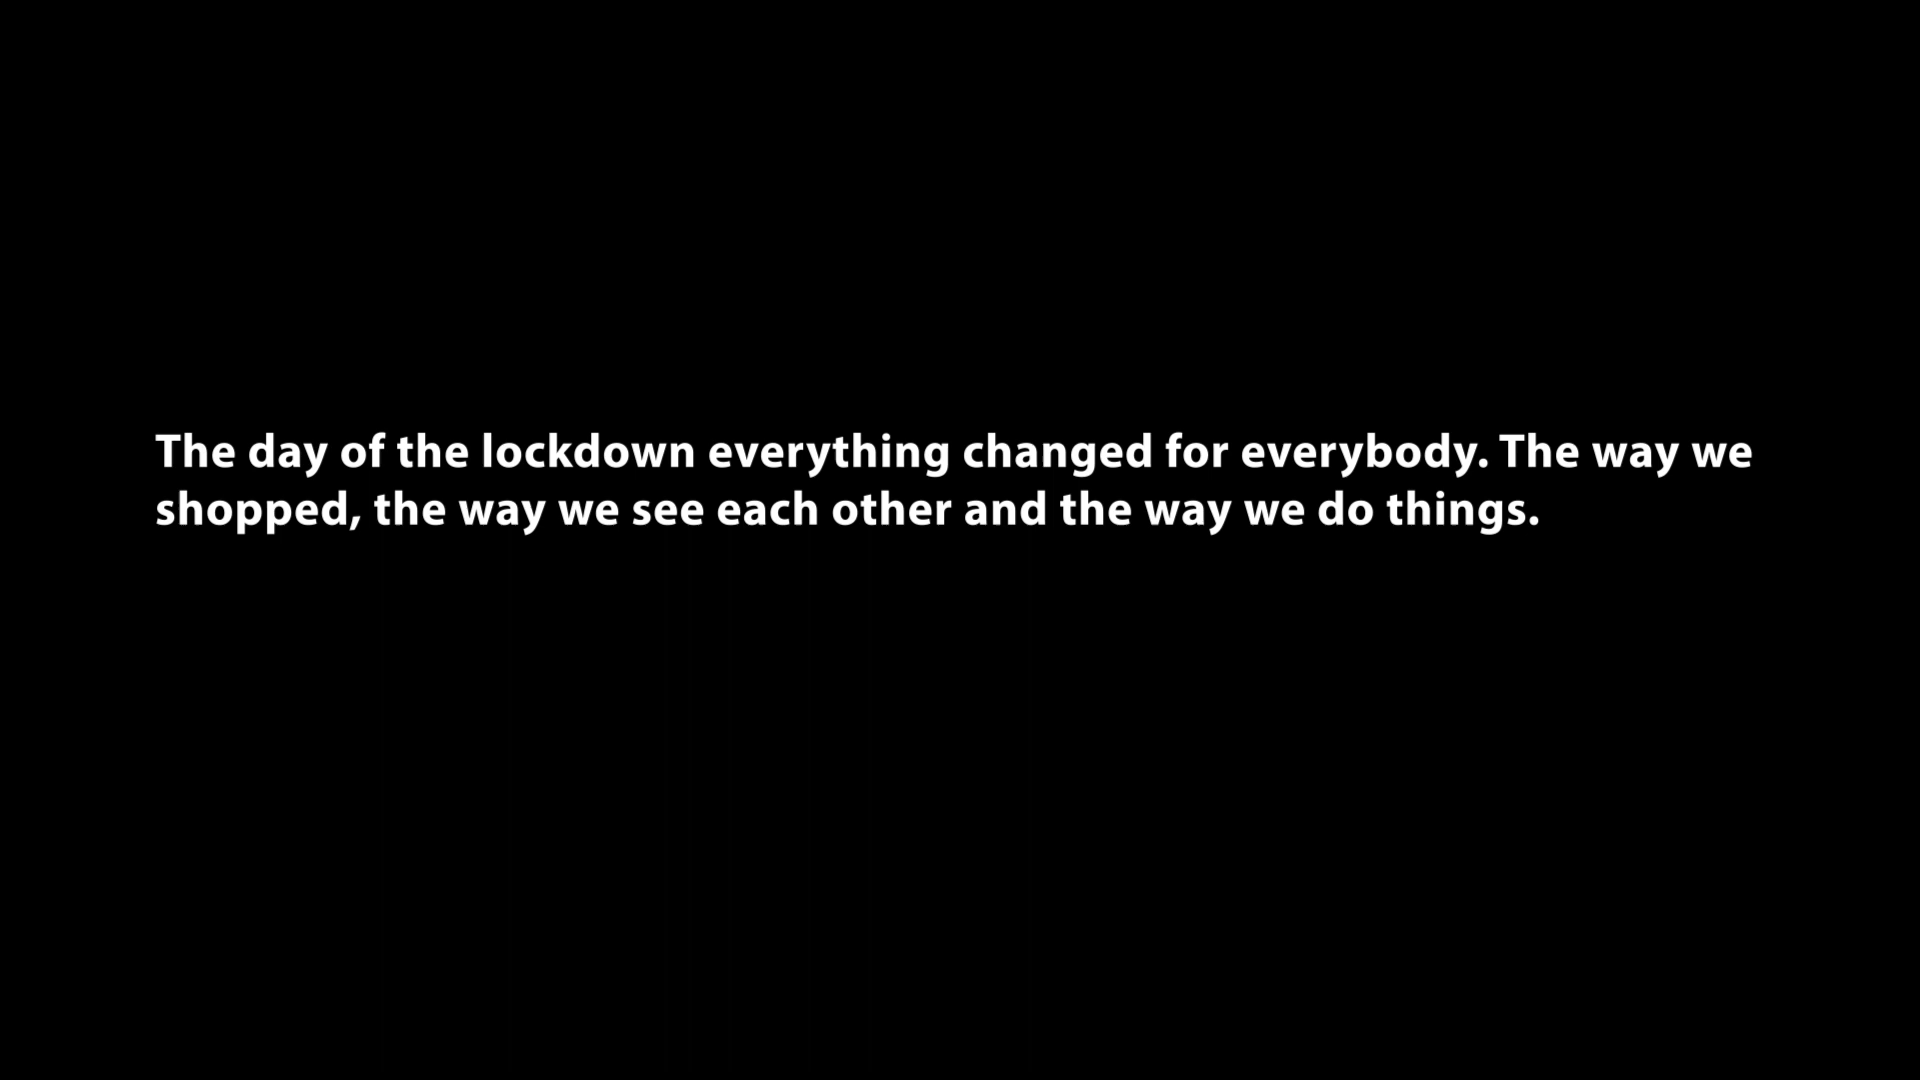 The day of the lockdown everything changed for everybody. The way we
shopped, the way we see each other and the way we do things.